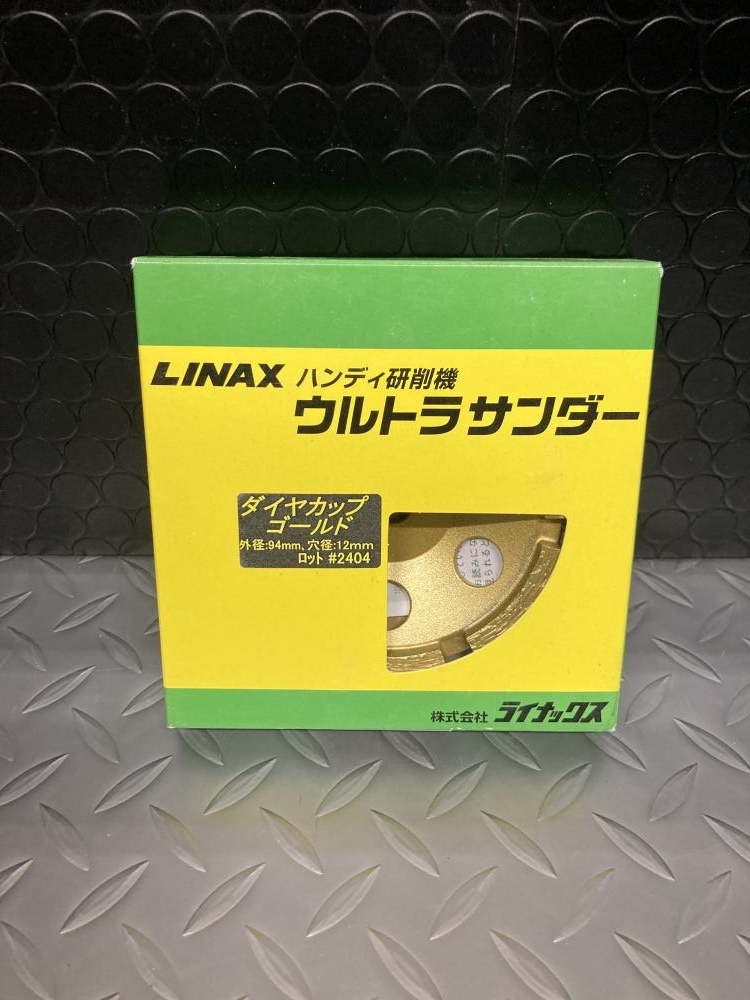 LINAX ハンディ研削機
ウルトラサンダー
ダイヤカップ
ゴールド
外径:94mm、穴径:12mm
ロット #2404
株式会社 ライナックス